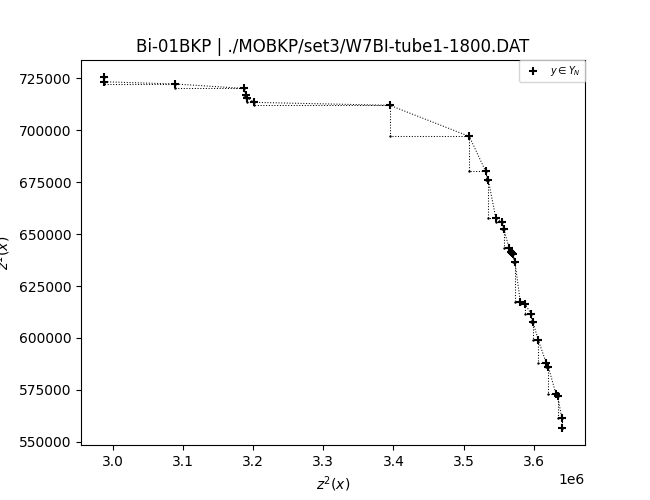 Bi-01BKP | ./MOBKP/set3/W7BI-tube1-1800.DAT
y ∈ Y_N
725000
700000
675000
650000
625000
600000
575000
550000
3.0 3.1 3.2 3.3 3.4 3.5 3.6
1e6
z²(x)